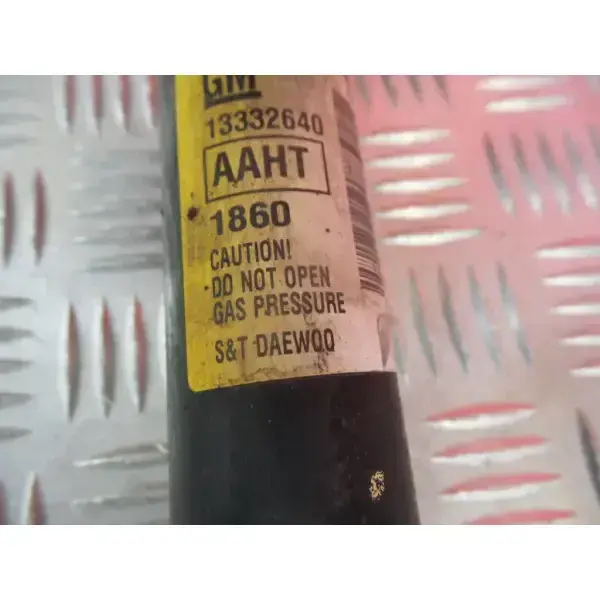 GM
13332640
AAHT
1860
CAUTION!
DO NOT OPEN
GAS PRESSURE
S&T DAEWOO